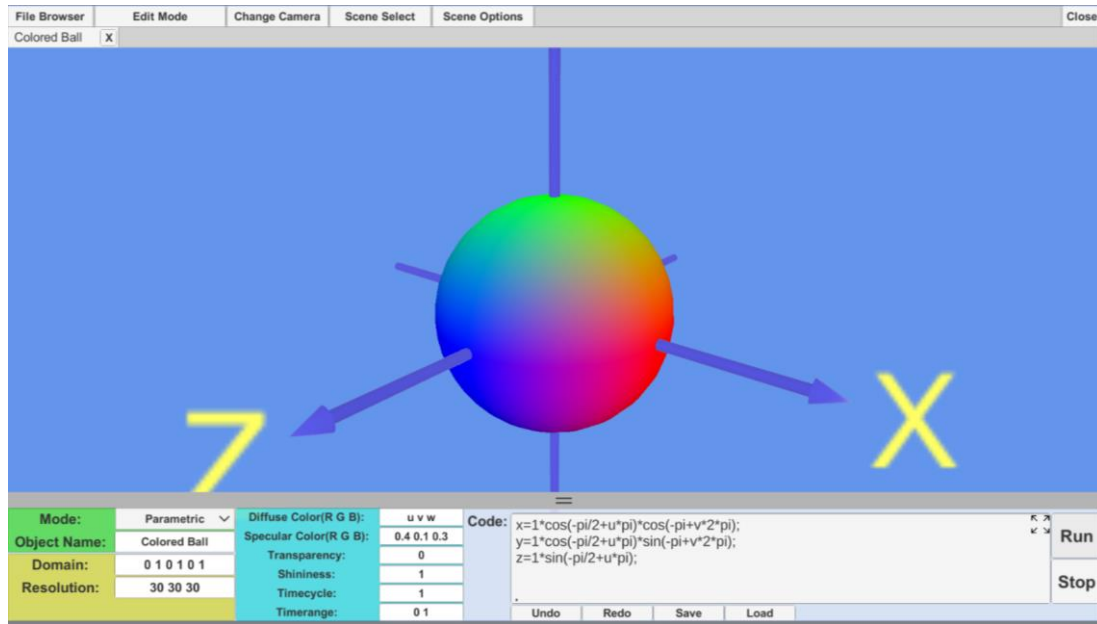 File Browser Edit Mode Change Camera Scene Select Scene Options Close
Colored Ball X
Z X
Mode: Parametric
Object Name: Colored Ball
Domain: 0 1 0 1 0 1
Resolution: 30 30 30
Diffuse Color(R G B): u v w
Specular Color(R G B): 0.4 0.1 0.3
Transparency: 0
Shininess: 1
Timecycle: 1
Timerange: 0 1
Code:
x=1*cos(-pi/2+u*pi)*cos(-pi+v*2*pi);
y=1*cos(-pi/2+u*pi)*sin(-pi+v*2*pi);
z=1*sin(-pi/2+u*pi);
.
Undo Redo Save Load
Run
Stop